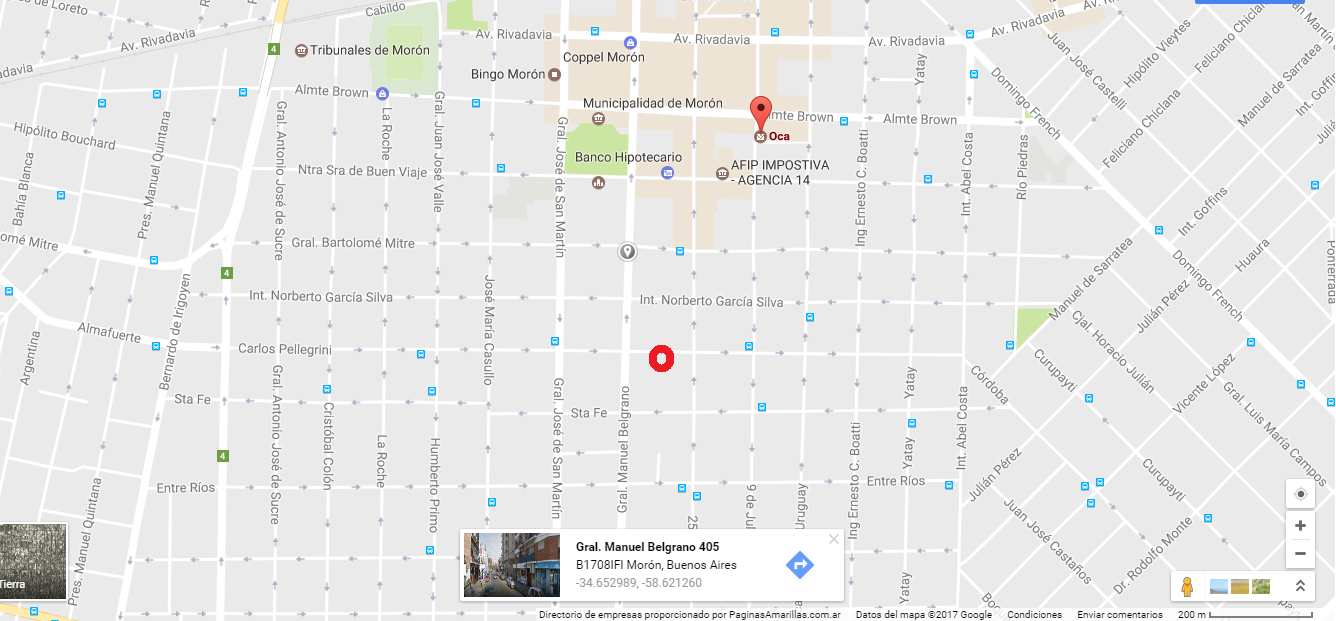 de Loreto
Cabildo
Av. Rivadavia
Av. Rivadavia
Av. Rivadavia
Av. Rivadavia
Av. Rivadavia
Rivadavia
4
Tribunales de Morón
Coppel Morón
Bingo Morón
Juan José Castelli
Hipólito Vieytes
Feliciano Chiclana
Manuel de Sarratea
Int. Goffins
Yatay
Domingo French
Almte Brown
Municipalidad de Morón
Almte Brown
Almte Brown
Oca
Feliciano Chiclana
Hipólito Bouchard
Pres. Manuel Quintana
Gral. Antonio José de Sucre
La Roche
Gral. Juan José Valle
Gral. José de San Martín
Banco Hipotecario
AFIP IMPOSTIVA
- AGENCIA 14
Ing Ernesto C. Boatti
Int. Abel Costa
Río Piedras
Ntra Sra de Buen Viaje
Bahía Blanca
Int. Goffins
Huaura
Manuel de Sarratea
Domingo French
Ponferrada
Gral. Bartolomé Mitre
4
Int. Norberto García Silva
Int. Norberto García Silva
José María Casullo
Bernardo de Irigoyen
Julián Pérez
Almafuerte
Argentina
Carlos Pellegrini
Cjal. Horacio Julián
Curupayti
Vicente López
Gral. Luis María Campos
Córdoba
Santa Fe
Santa Fe
Gral. Antonio José de Sucre
Cristóbal Colón
La Roche
Humberto Primo
Gral. José de San Martín
Gral. Manuel Belgrano
Yatay
Yatay
Int. Abel Costa
Ing Ernesto C. Boatti
4
Entre Ríos
Entre Ríos
Julián Pérez
Curupayti
Juan José Castaños
Dr. Rodolfo Monte
Pres. Manuel Quintana
25
9 de Jul
Uruguay
Yatay
Tierra
Gral. Manuel Belgrano 405
B1708IFI Morón, Buenos Aires
-34.652989, -58.621260
Directorio de empresas proporcionado por PaginasAmarillas.com.ar Datos del mapa ©2017 Google Condiciones Enviar comentarios 200 m